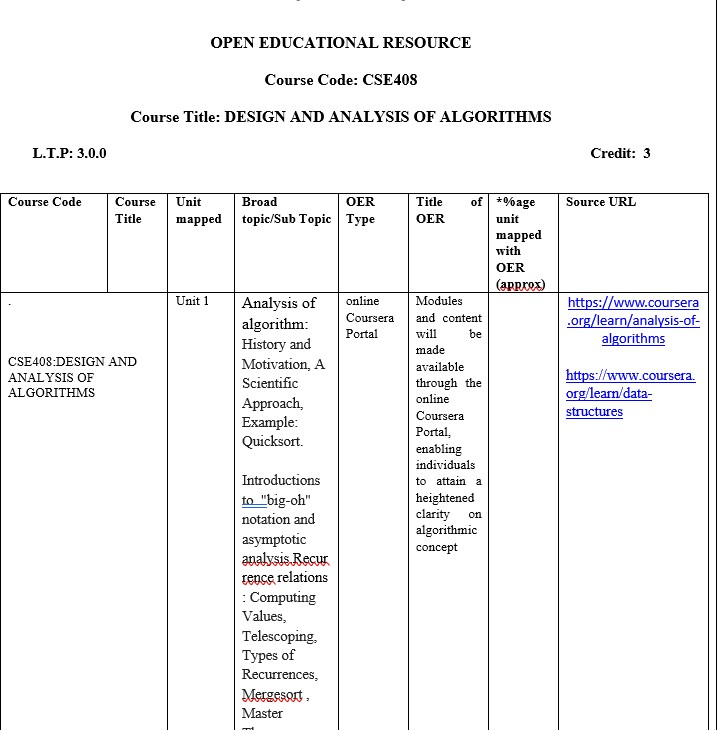 OPEN EDUCATIONAL RESOURCE
Course Code: CSE408
Course Title: DESIGN AND ANALYSIS OF ALGORITHMS
L.T.P: 3.0.0
Credit: 3
Course Code
Course
Title
Unit
mapped
Broad
topic/Sub Topic
OER
Type
Title of
OER
*%age
unit
mapped
with
OER
(approx)
Source URL
.
CSE408:DESIGN AND
ANALYSIS OF
ALGORITHMS
Unit 1
Analysis of
algorithm:
History and
Motivation, A
Scientific
Approach,
Example:
Quicksort.
Introductions
to "big-oh"
notation and
asymptotic
analysis.Recur
rence relations
: Computing
Values,
Telescoping,
Types of
Recurrences,
Mergesort ,
Master
online
Coursera
Portal
Modules
and content
will be
made
available
through the
online
Coursera
Portal,
enabling
individuals
to attain a
heightened
clarity on
algorithmic
concept
https://www.coursera
.org/learn/analysis-of-
algorithms
https://www.coursera.
org/learn/data-
structures